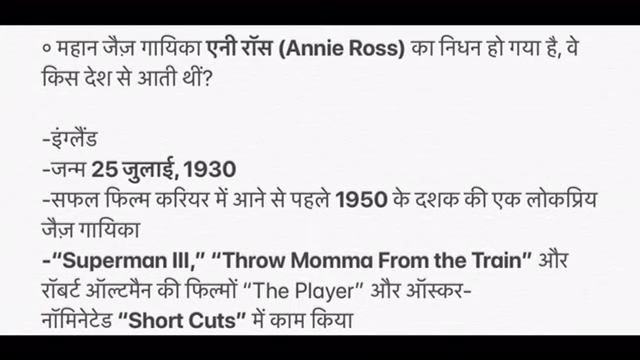 ० महान जैज़ गायिका एनी रॉस (Annie Ross) का निधन हो गया है, वे
किस देश से आती थीं?
-इंग्लैंड
-जन्म 25 जुलाई, 1930
-सफल फिल्म करियर में आने से पहले 1950 के दशक की एक लोकप्रिय
जैज़ गायिका
-“Superman III,” “Throw Momma From the Train” और
रॉबर्ट ऑल्टमैन की फिल्मों “The Player” और ऑस्कर-
नॉमिनेटेड “Short Cuts” में काम किया